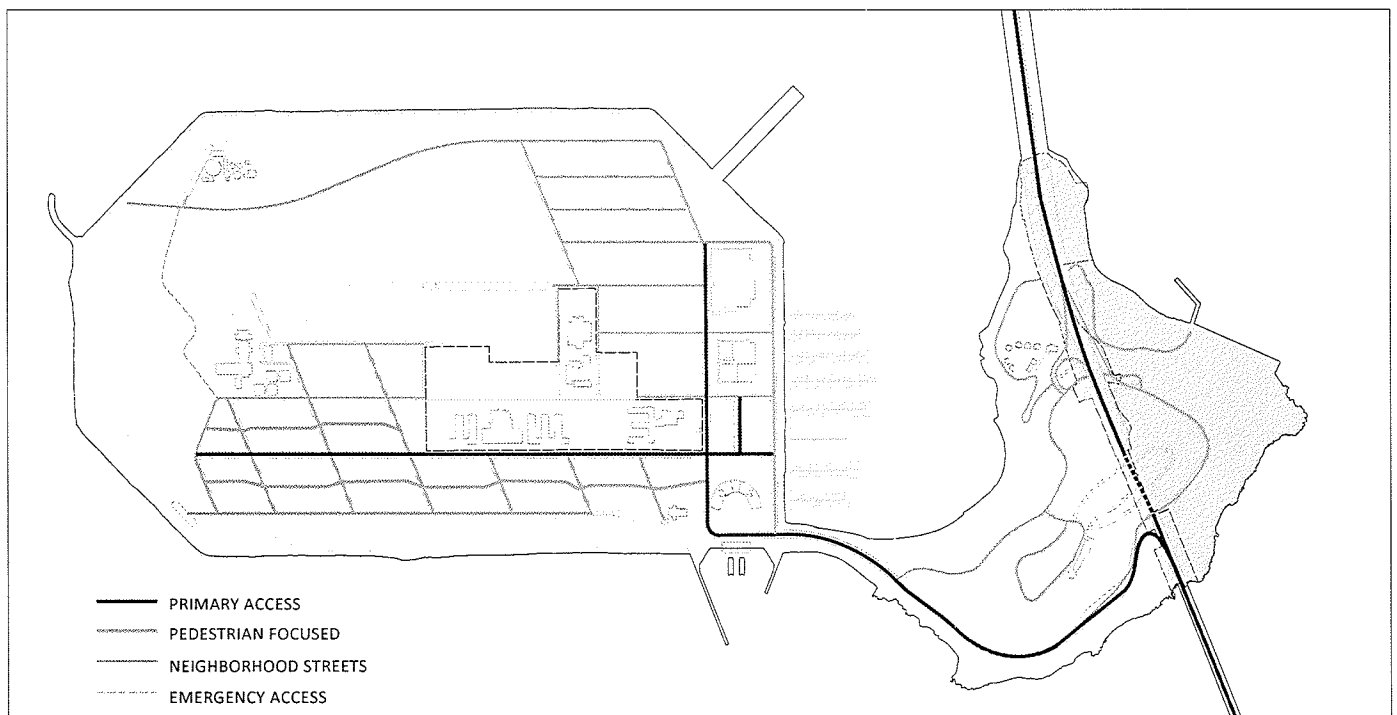 PRIMARY ACCESS
PEDESTRIAN FOCUSED
NEIGHBORHOOD STREETS
EMERGENCY ACCESS